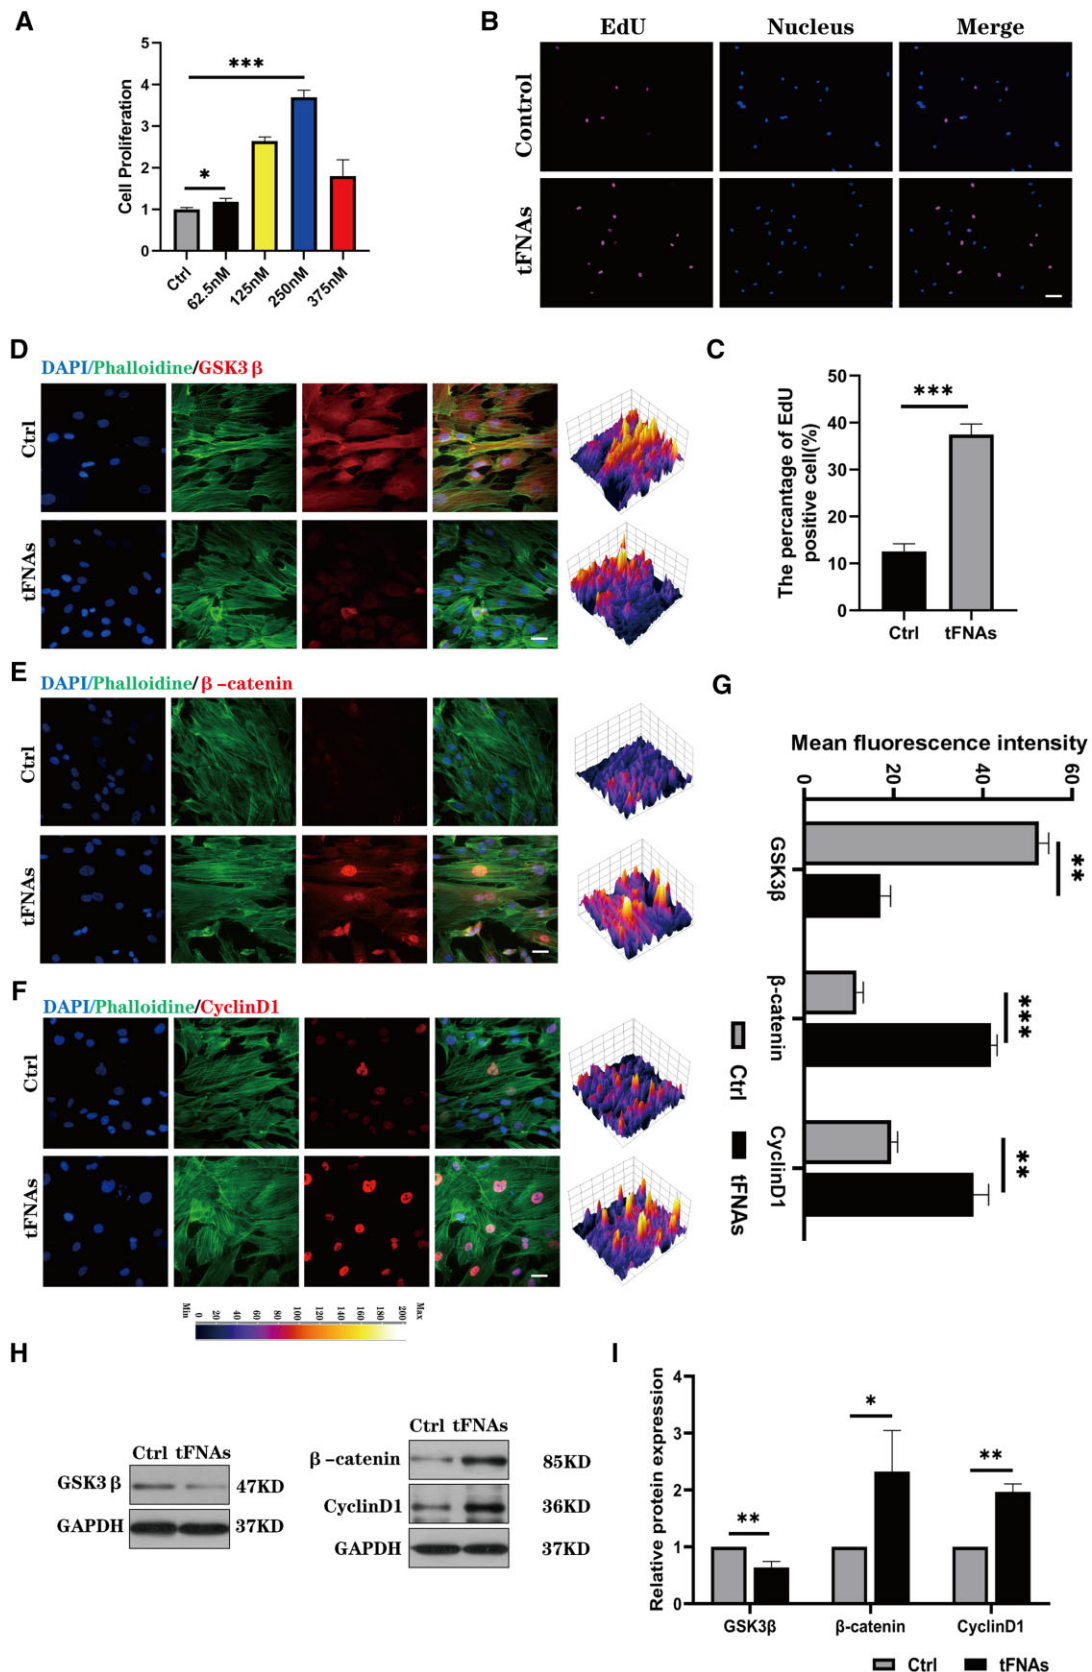 A
Cell Proliferation
5
4
3
2
1
0
***
*
Ctrl
62.5nM
125nM
250nM
375nM
B
EdU
Nucleus
Merge
Control
tFNAs
D
DAPI/Phalloidine/GSK3β
Ctrl
tFNAs
C
The percantage of EdU
positive cell(%)
50
40
30
20
10
0
***
Ctrl
tFNAs
E
DAPI/Phalloidine/β-catenin
Ctrl
tFNAs
G
Mean fluorescence intensity
0
20
40
60
GSK3β
**
β-catenin
***
CyclinD1
**
Ctrl
tFNAs
F
DAPI/Phalloidine/CyclinD1
Ctrl
tFNAs
Min
0
20
40
60
80
100
120
140
160
180
200
Max
H
Ctrl tFNAs
GSK3β 47KD
GAPDH 37KD
Ctrl tFNAs
β-catenin 85KD
CyclinD1 36KD
GAPDH 37KD
I
Relative protein expression
4
3
2
1
0
**
*
**
GSK3β
β-catenin
CyclinD1
Ctrl
tFNAs